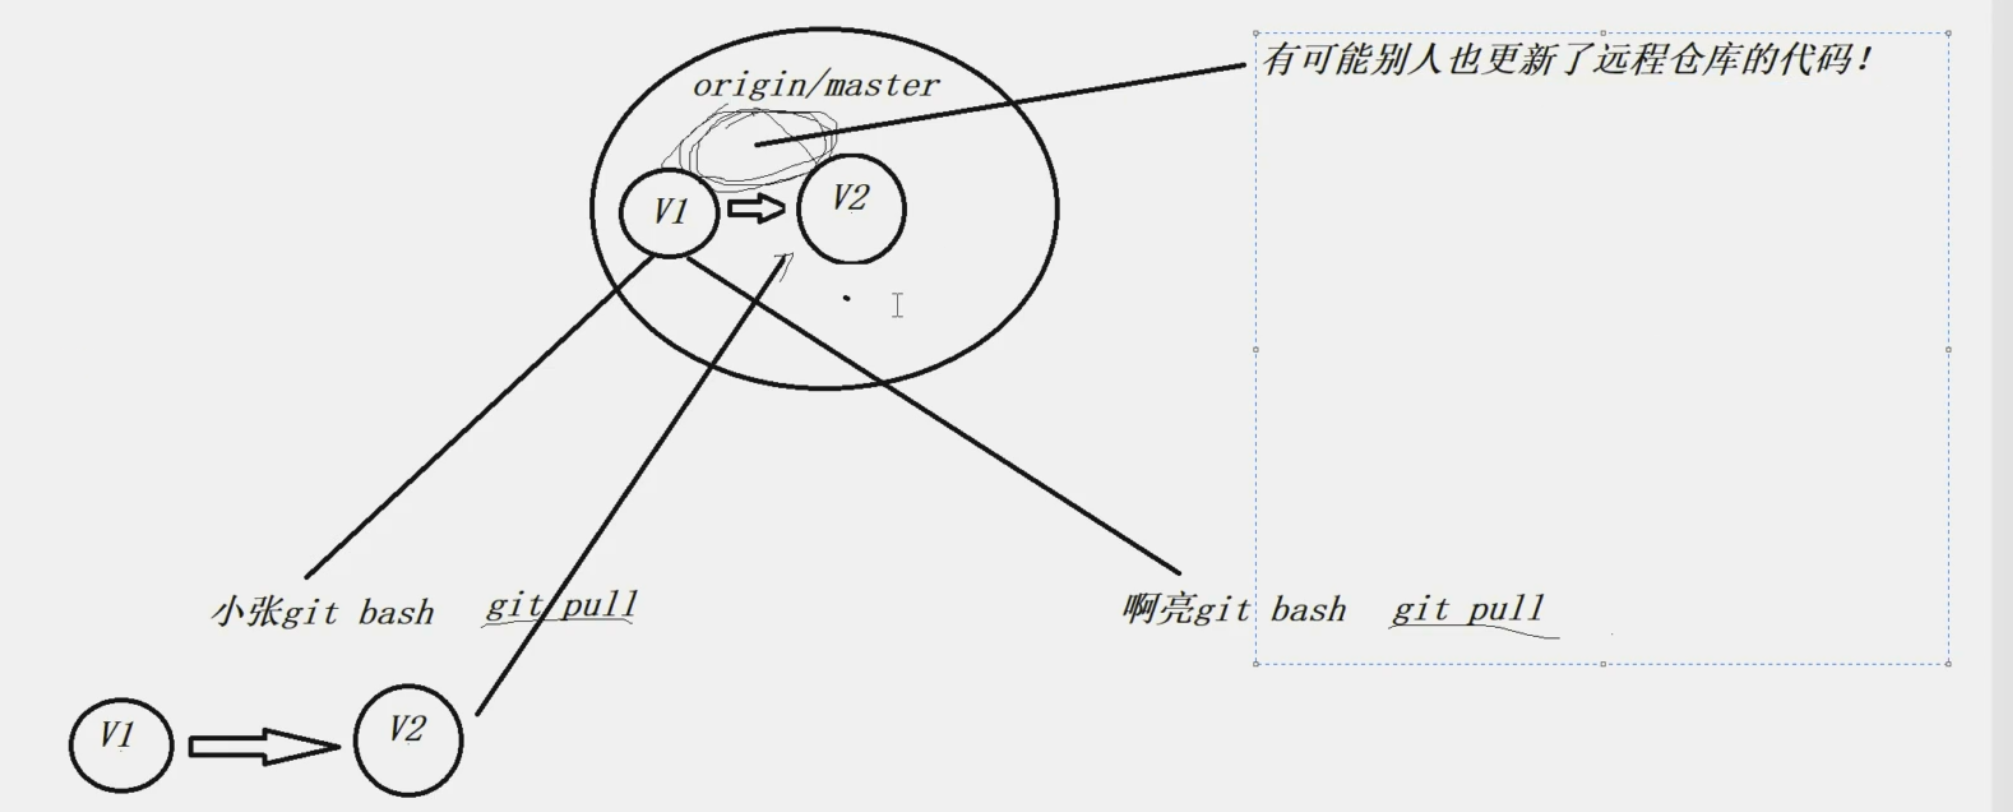 origin/master
有可能别人也更新了远程仓库的代码！
V1
V2
小张git bash git pull
啊亮git bash git pull
V1
V2